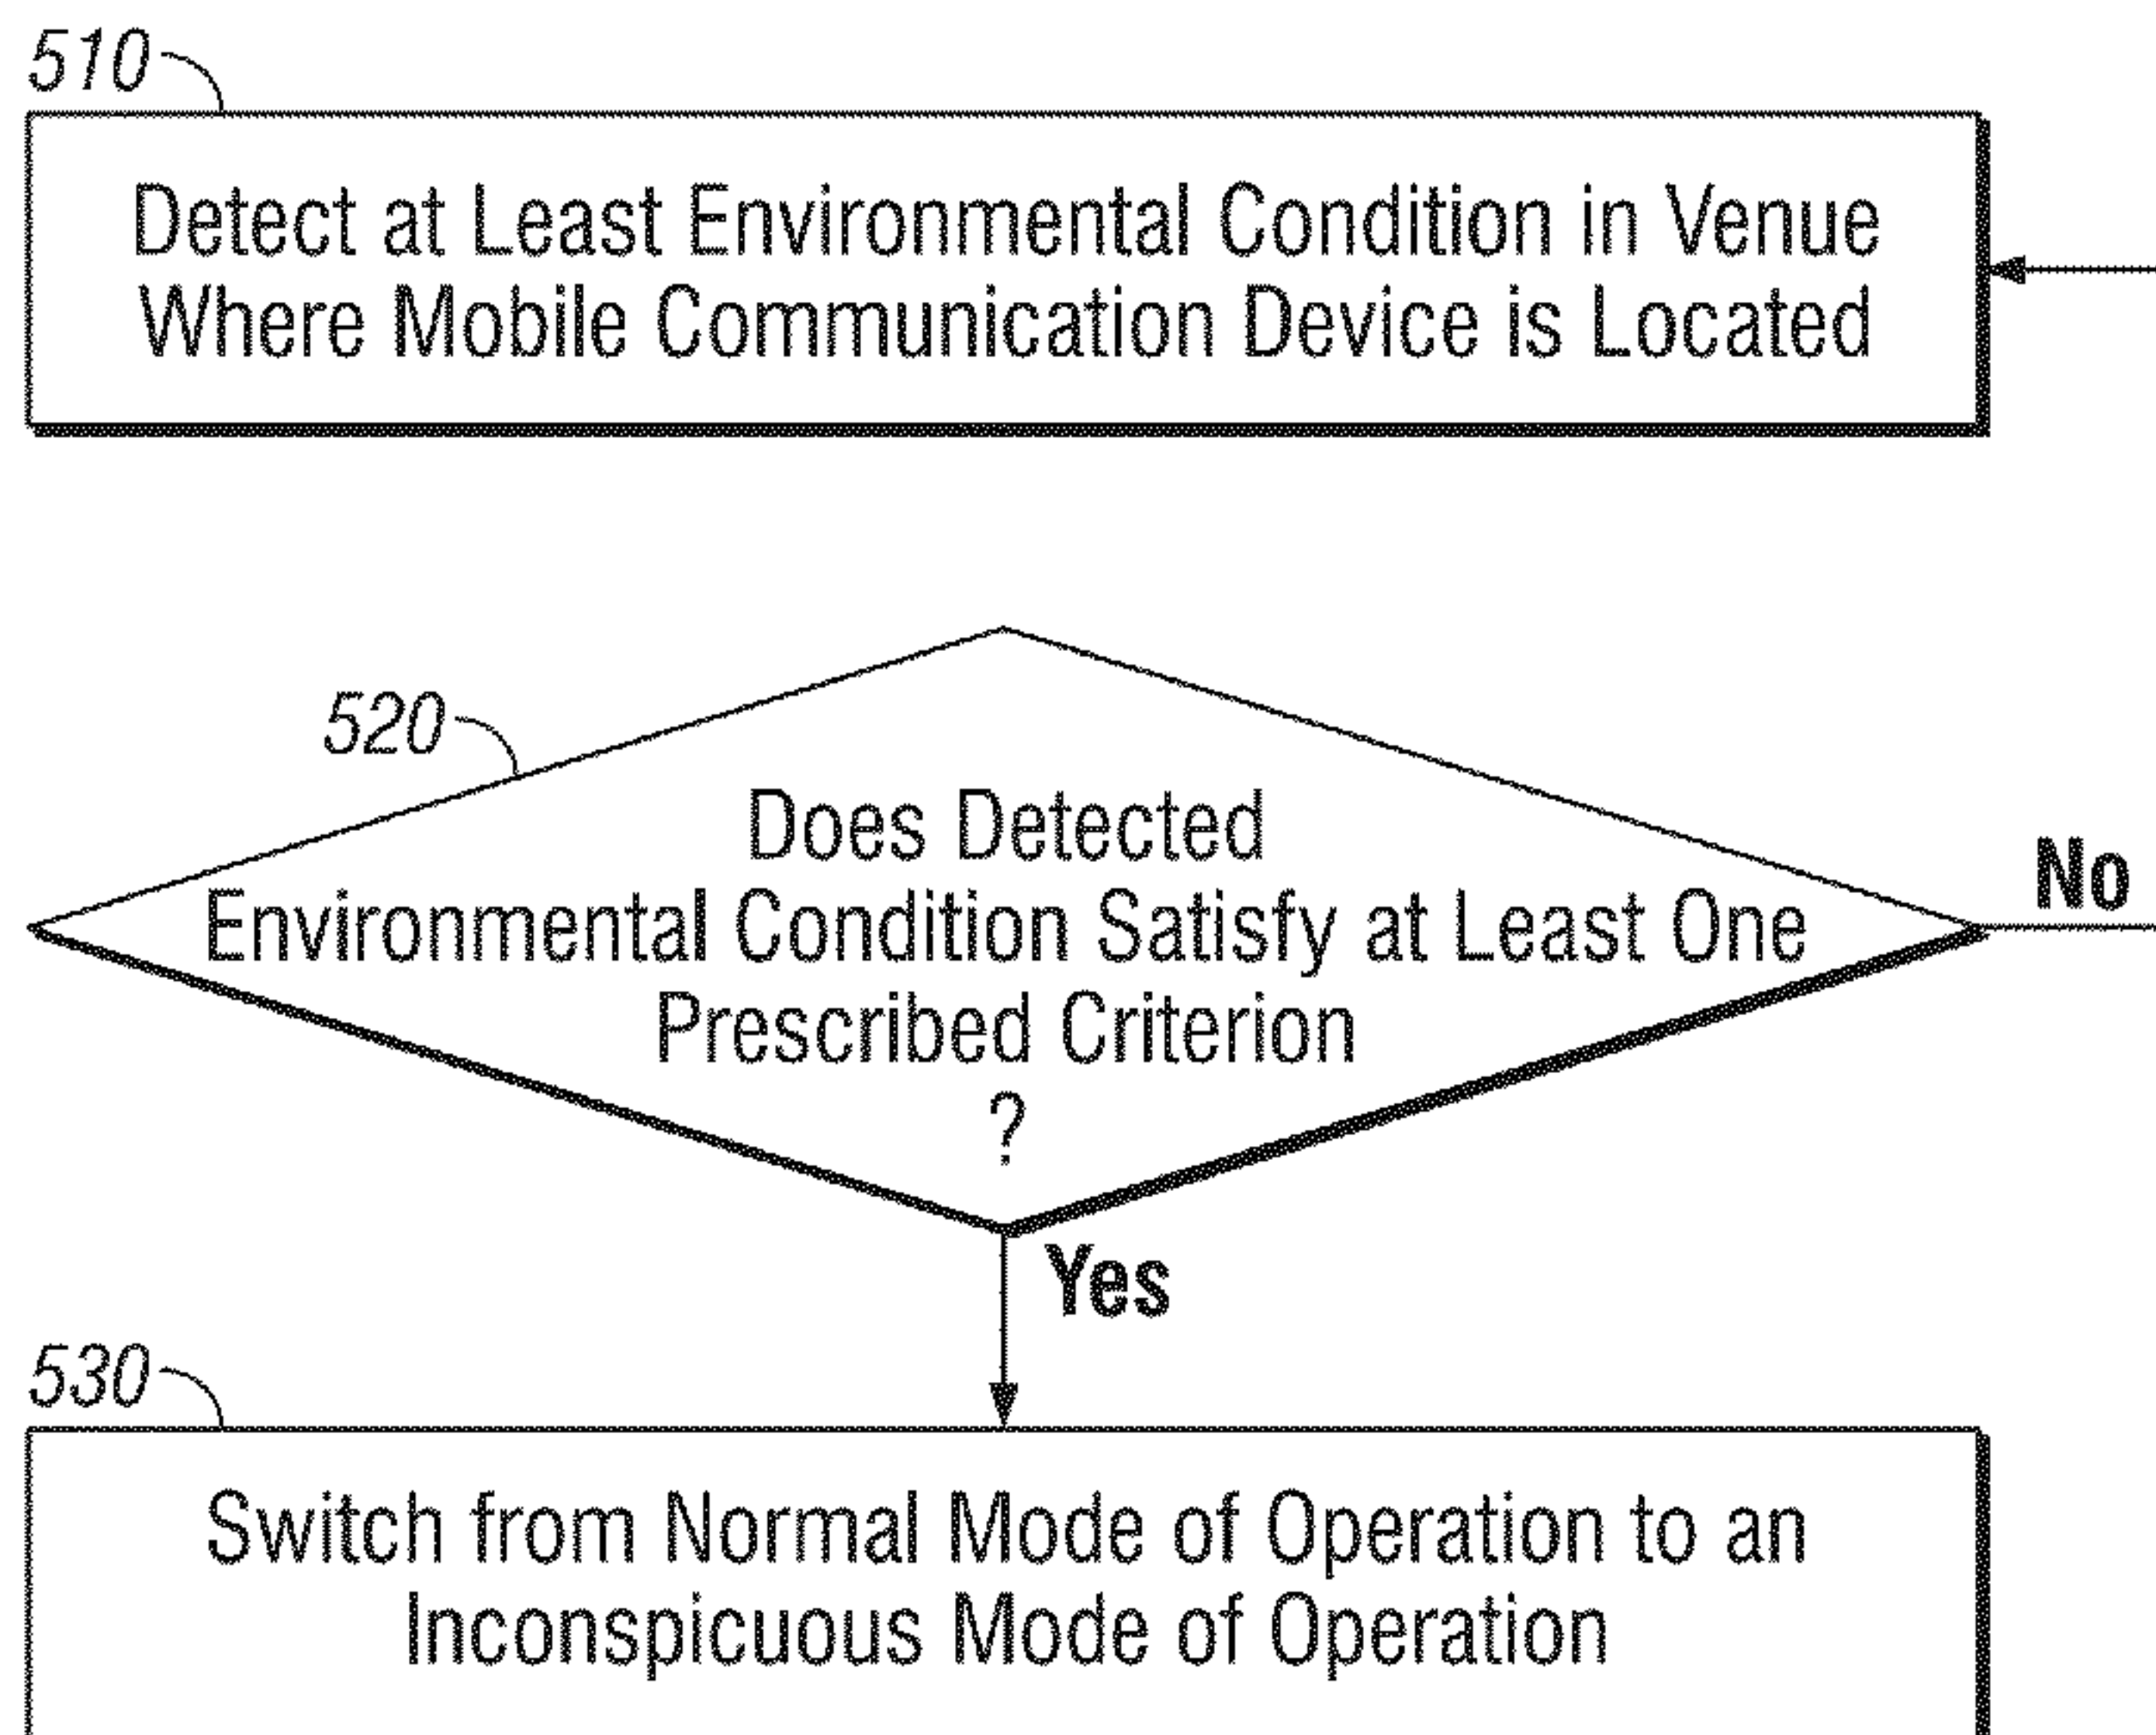 510
Detect at Least Environmental Condition in Venue
Where Mobile Communication Device is Located
520
Does Detected
Environmental Condition Satisfy at Least One
Prescribed Criterion
?
No
Yes
530
Switch from Normal Mode of Operation to an
Inconspicuous Mode of Operation